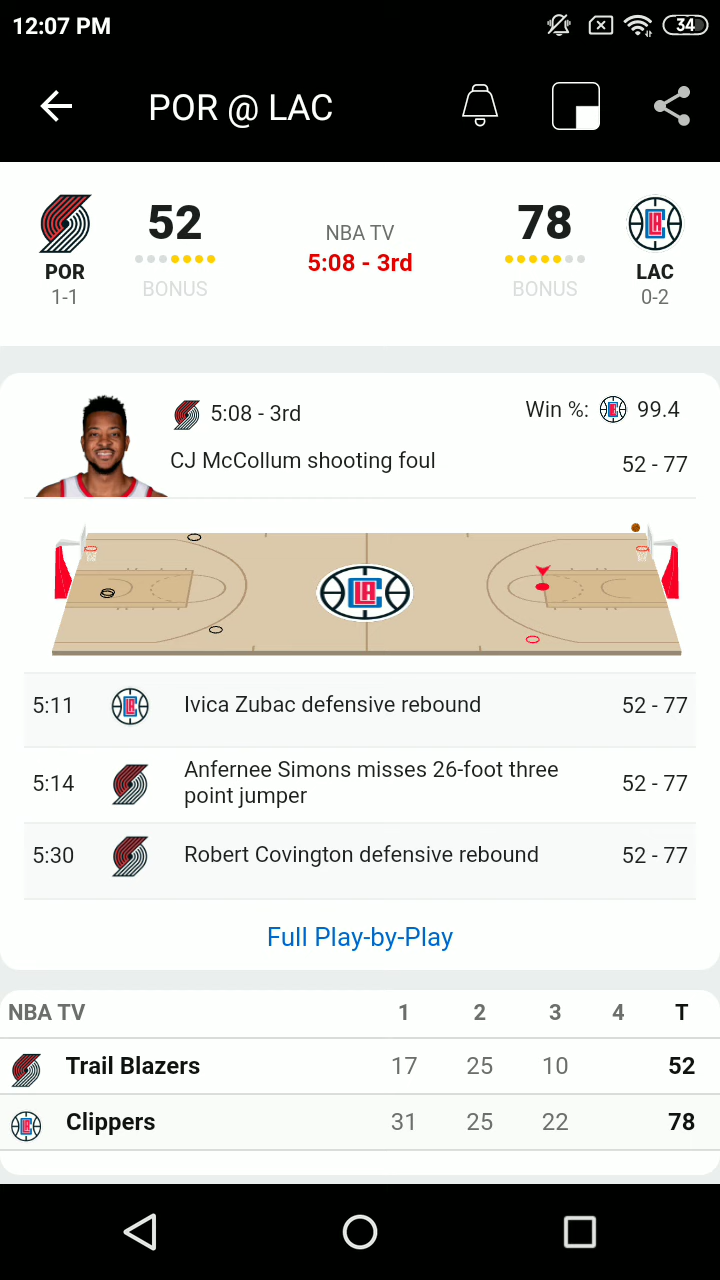 12:07 PM
34
POR @ LAC
52
78
NBA TV
5:08 - 3rd
POR
LAC
1-1
BONUS
BONUS
0-2
5:08 - 3rd
Win %:
99.4
CJ McCollum shooting foul
52 - 77
5:11
Ivica Zubac defensive rebound
52 - 77
5:14
Anfernee Simons misses 26-foot three
point jumper
52 - 77
5:30
Robert Covington defensive rebound
52 - 77
Full Play-by-Play
NBA TV 1 2 3 4 T
Trail Blazers 17 25 10 52
Clippers 31 25 22 78